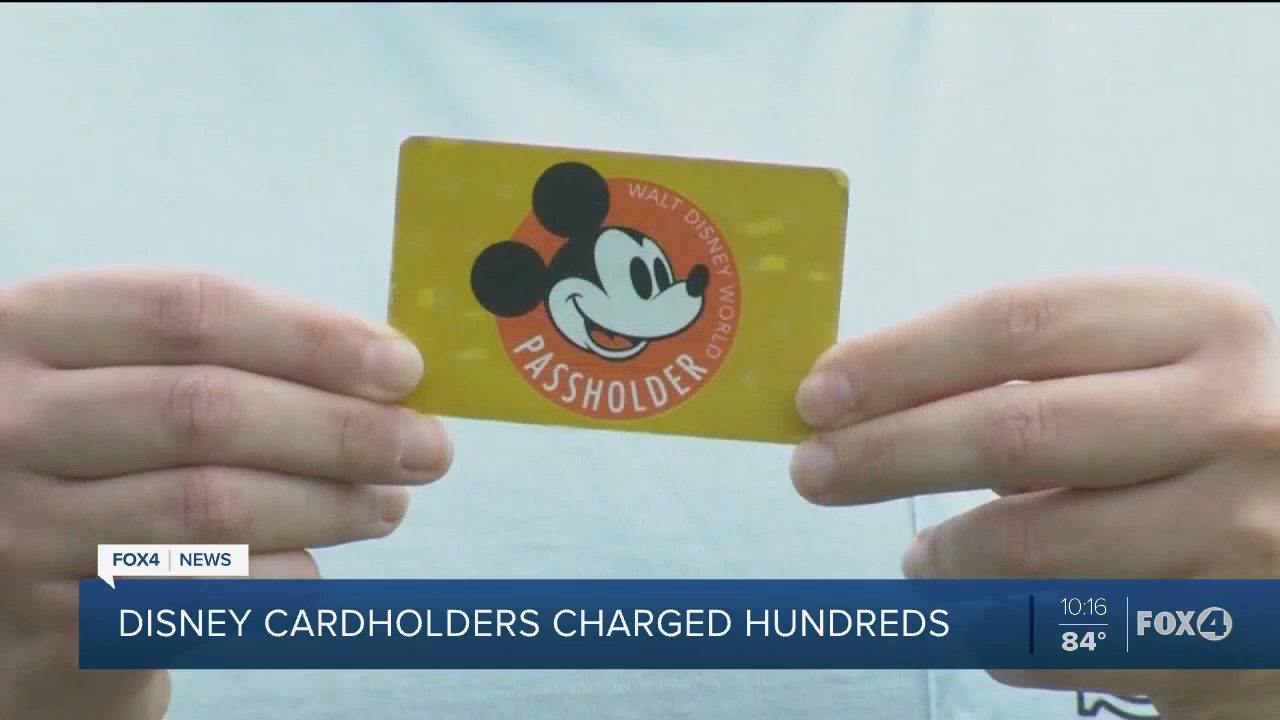 WALT DISNEY WORLD
PASSHOLDER
FOX4 NEWS
DISNEY CARDHOLDERS CHARGED HUNDREDS
10:16
84°
FOX4